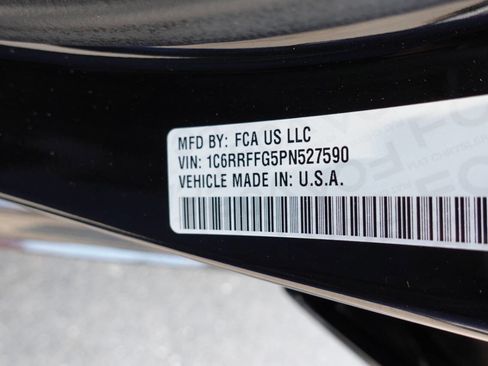 MFD BY: FCA US LLC
VIN: 1C6RRFFG5PN527590
VEHICLE MADE IN: U.S.A.